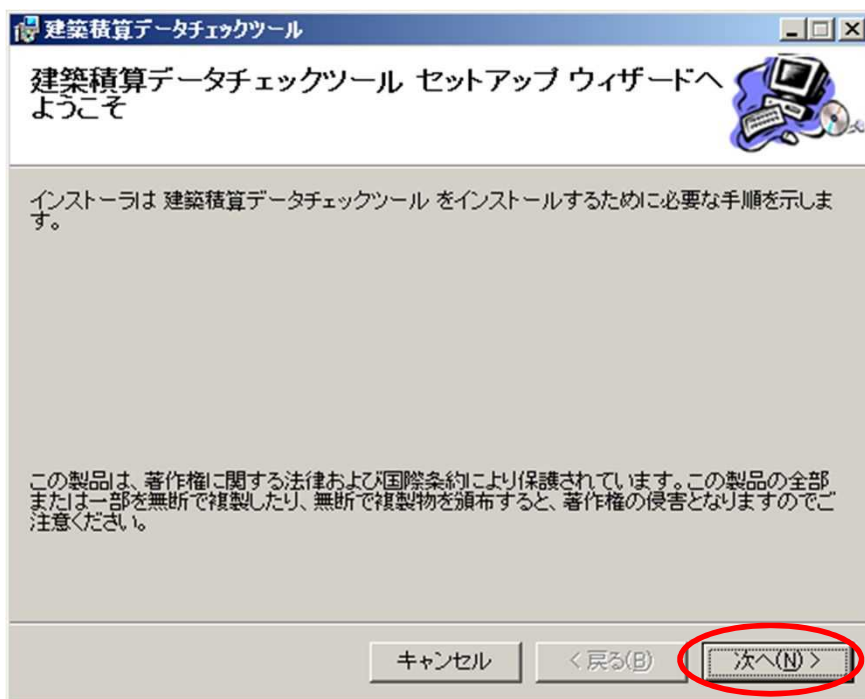 建築積算データチェックツール
建築積算データチェックツール セットアップ ウィザードへ
ようこそ
インストーラは 建築積算データチェックツール をインストールするために必要な手順を示しま
す。
この製品は、著作権に関する法律および国際条約により保護されています。この製品の全部
または一部を無断で複製したり、無断で複製物を頒布すると、著作権の侵害となりますのでご
注意ください。
キャンセル < 戻る(B) 次へ(N) >